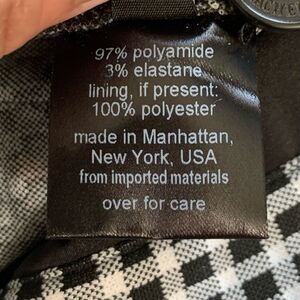 97% polyamide
3% elastane
lining, if present:
100% polyester
made in Manhattan,
New York, USA
from imported materials
over for care